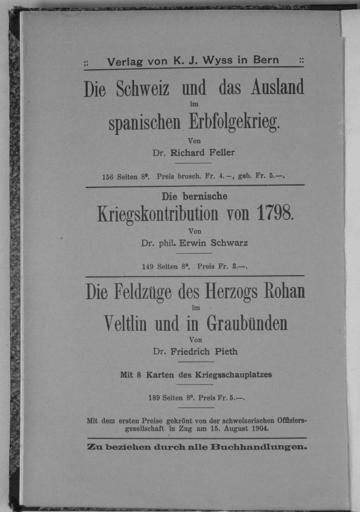 :: Verlag von K. J. Wyss in Bern ::
Die Schweiz und das Ausland
im
spanischen Erbfolgekrieg.
Von
Dr. Richard Feller
156 Seiten 8º. Preis brosch. Fr. 4.—, geb. Fr. 5.—.
Die bernische
Kriegskontribution von 1798.
Von
Dr. phil. Erwin Schwarz
149 Seiten 8º. Preis Fr. 2.—.
Die Feldzüge des Herzogs Rohan
im
Veltlin und in Graubünden
Von
Dr. Friedrich Pieth
Mit 8 Karten des Kriegsschauplatzes
189 Seiten 8º. Preis Fr. 5.—.
Mit dem ersten Preise gekrönt von der schweizerischen Offiziers-
gesellschaft in Zug am 15. August 1904.
Zu beziehen durch alle Buchhandlungen.